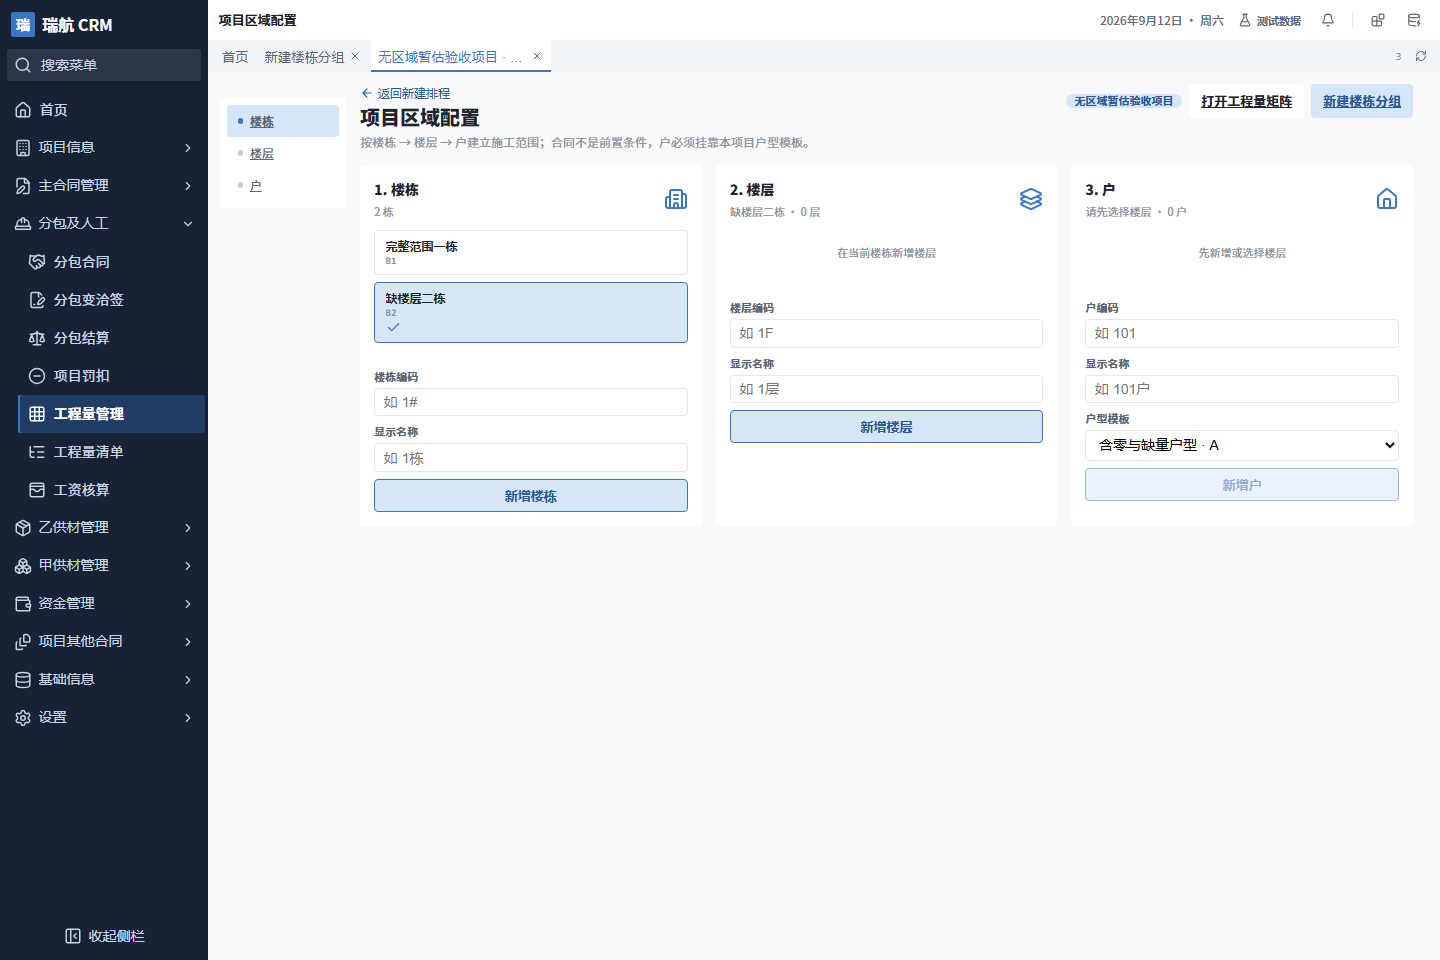 瑞 瑞航 CRM
搜索菜单
首页
项目信息
主合同管理
分包及人工
分包合同
分包变洽签
分包结算
项目罚扣
工程量管理
工程量清单
工资核算
乙供材管理
甲供材管理
资金管理
项目其他合同
基础信息
设置
收起侧栏
项目区域配置
2026年9月12日 • 周六
测试数据
首页
新建楼栋分组
无区域暂估验收项目 · ...
3
楼栋
楼层
户
返回新建排程
项目区域配置
按楼栋 → 楼层 → 户建立施工范围；合同不是前置条件，户必须挂靠本项目户型模板。
无区域暂估验收项目
打开工程量矩阵
新建楼栋分组
1. 楼栋
2 栋
完整范围一栋
B1
缺楼层二栋
B2
楼栋编码
如 1#
显示名称
如 1栋
新增楼栋
2. 楼层
缺楼层二栋 • 0 层
在当前楼栋新增楼层
楼层编码
如 1F
显示名称
如 1层
新增楼层
3. 户
请先选择楼层 • 0 户
先新增或选择楼层
户编码
如 101
显示名称
如 101户
户型模板
含零与缺量户型 · A
新增户